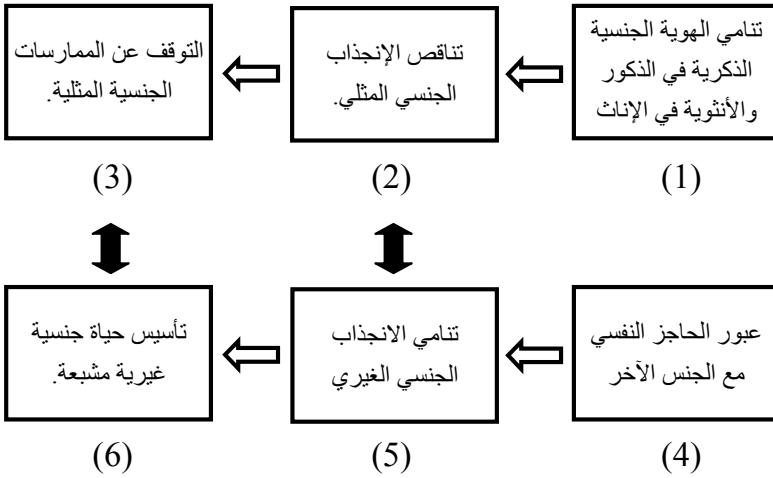 تنامي الهوية الجنسية
الذكرية في الذكور
والأنثوية في الإناث
(1)
تناقص الإنجذاب
الجنسي المثلي.
(2)
التوقف عن الممارسات
الجنسية المثلية.
(3)
عبور الحاجز النفسي
مع الجنس الآخر
(4)
تنامي الانجذاب
الجنسي الغيري
(5)
تأسيس حياة جنسية
غيرية مشبعة.
(6)